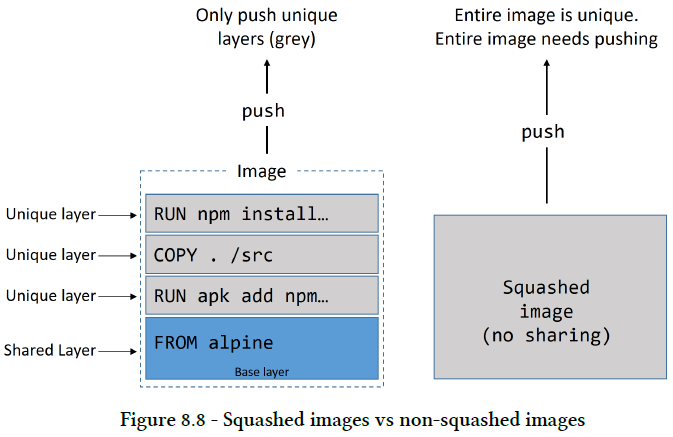 Only push unique
layers (grey)
push
Image
Unique layer
RUN npm install…
Unique layer
COPY . /src
Unique layer
RUN apk add npm…
Shared Layer
FROM alpine
Base layer
Entire image is unique.
Entire image needs pushing
push
Squashed
image
(no sharing)
Figure 8.8 - Squashed images vs non-squashed images